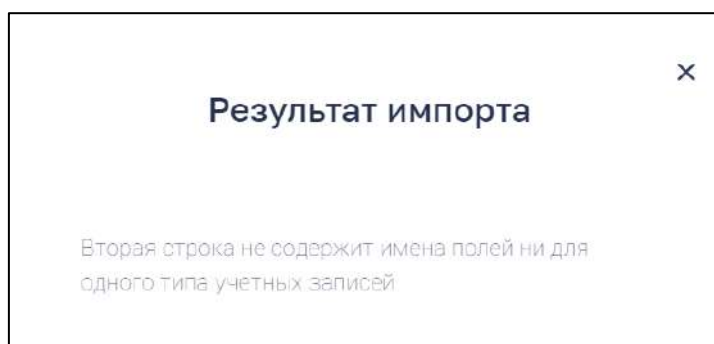 Результат импорта
Вторая строка не содержит имена полей ни для
одного типа учетных записей